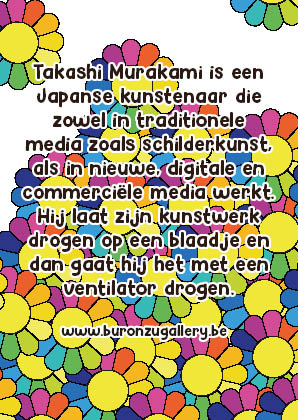 Takashi Murakami is een
Japanse kunstenaar die
zowel in traditionele
media zoals schilderkunst,
als in nieuwe, digitale en
commerciële media werkt.
Hij laat zijn kunstwerk
drogen op een blaadje en
dan gaat hij het met een
ventilator drogen.
www.buronzugallery.be